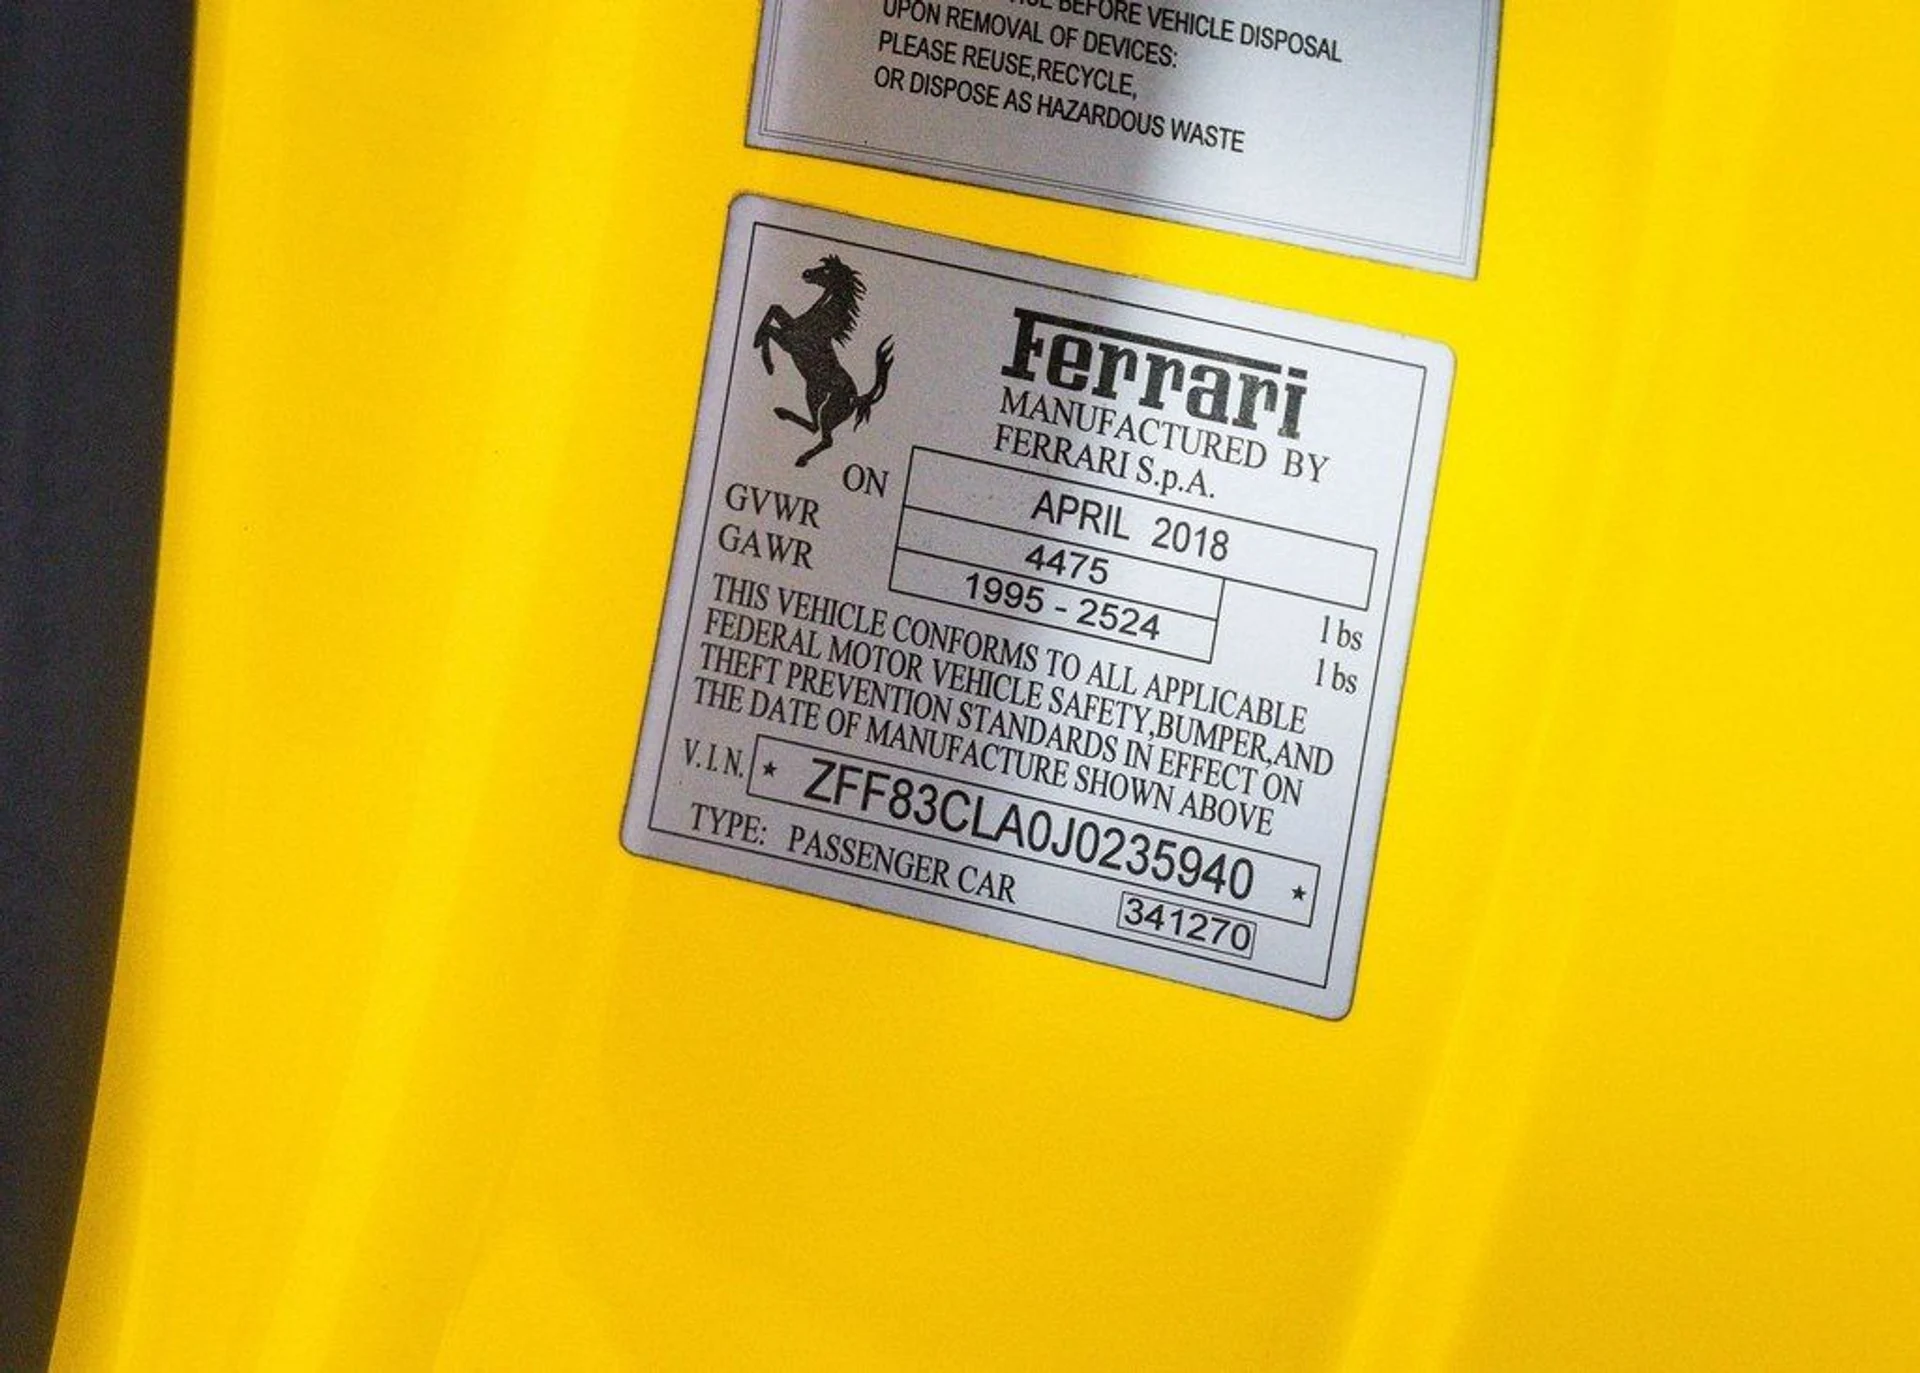 BEFORE VEHICLE DISPOSAL
UPON REMOVAL OF DEVICES:
PLEASE REUSE,RECYCLE,
OR DISPOSE AS HAZARDOUS WASTE
Ferrari
MANUFACTURED BY
FERRARI S.p.A.
ON APRIL 2018
GVWR 4475 lbs
GAWR 1995 - 2524 lbs
THIS VEHICLE CONFORMS TO ALL APPLICABLE
FEDERAL MOTOR VEHICLE SAFETY,BUMPER,AND
THEFT PREVENTION STANDARDS IN EFFECT ON
THE DATE OF MANUFACTURE SHOWN ABOVE
V.I.N. * ZFF83CLA0J0235940 *
TYPE: PASSENGER CAR 341270